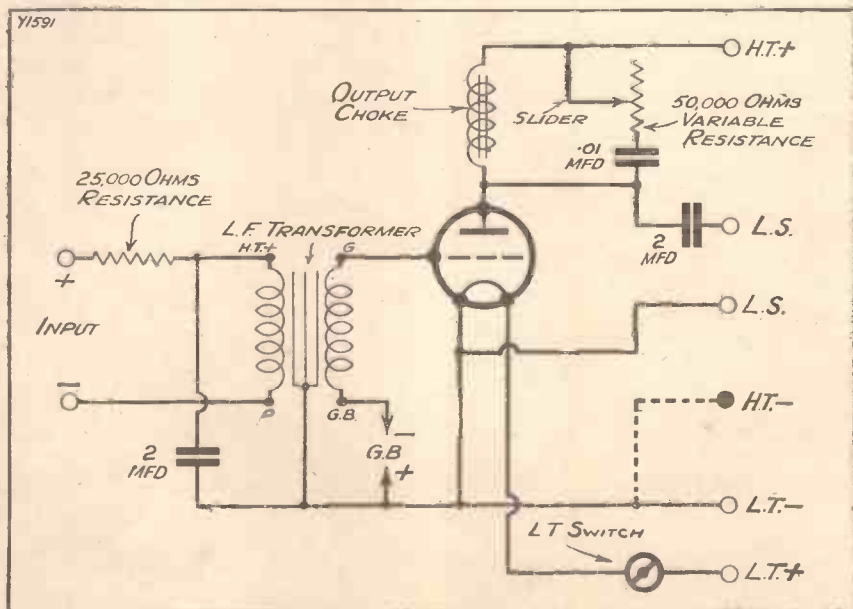 Y1591
H.T.+
OUTPUT
CHOKE
SLIDER
50,000 OHMS
VARIABLE
RESISTANCE
.01
MFD
25,000 OHMS
RESISTANCE
L.F. TRANSFORMER
H.T.+
G
2
MFD
L.S.
+
INPUT
L.S.
−
P
G.B.
−
G.B
+
H.T.−
2
MFD
L.T.−
L T SWITCH
L.T.+